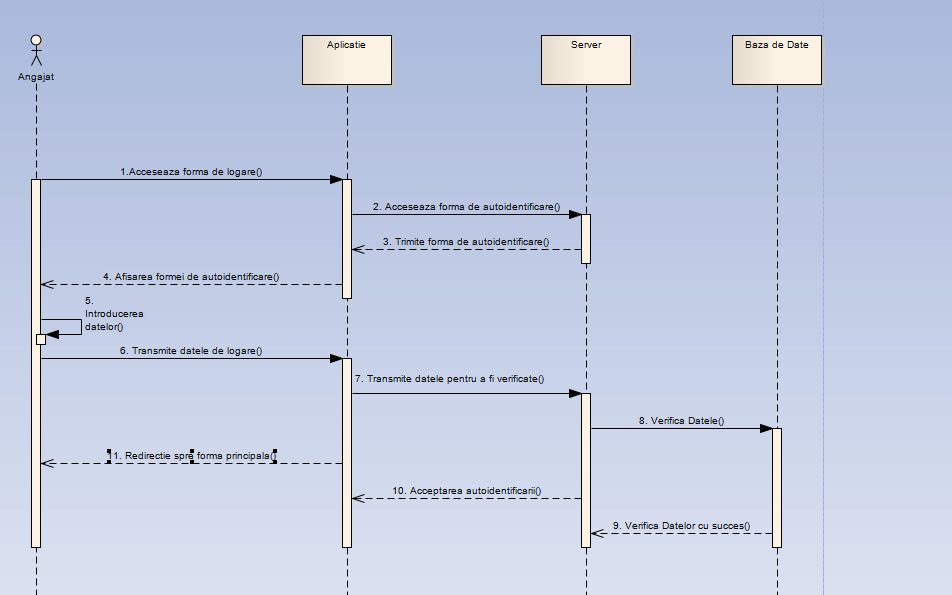 Angajat
Aplicatie
Server
Baza de Date
1.Acceseaza forma de logare()
2. Acceseaza forma de autoidentificare()
3. Trimite forma de autoidentificare()
4. Afisarea formei de autoidentificare()
5.
Introducerea
datelor()
6. Transmite datele de logare()
7. Transmite datele pentru a fi verificate()
8. Verifica Datele()
11. Redirectie spre forma principala()
10. Acceptarea autoidentificarii()
9. Verifica Datelor cu succes()